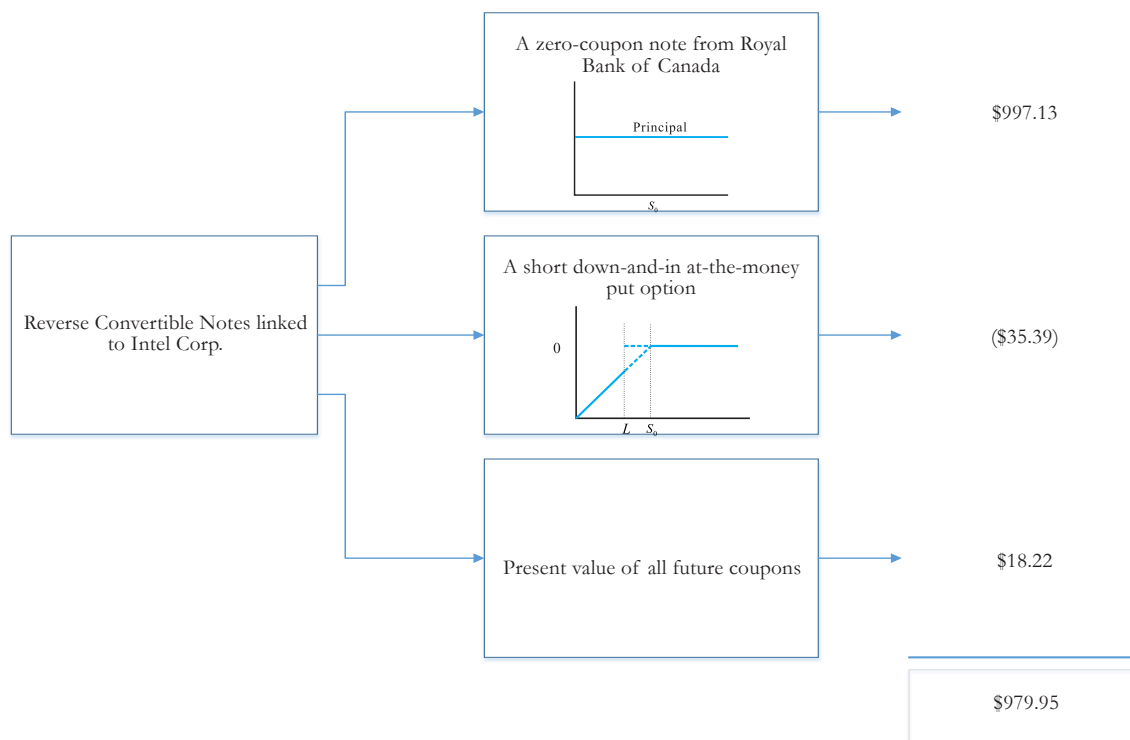 A zero-coupon note from Royal
Bank of Canada
Principal
S₀
$997.13
Reverse Convertible Notes linked
to Intel Corp.
A short down-and-in at-the-money
put option
0
L S₀
($35.39)
Present value of all future coupons
$18.22
$979.95